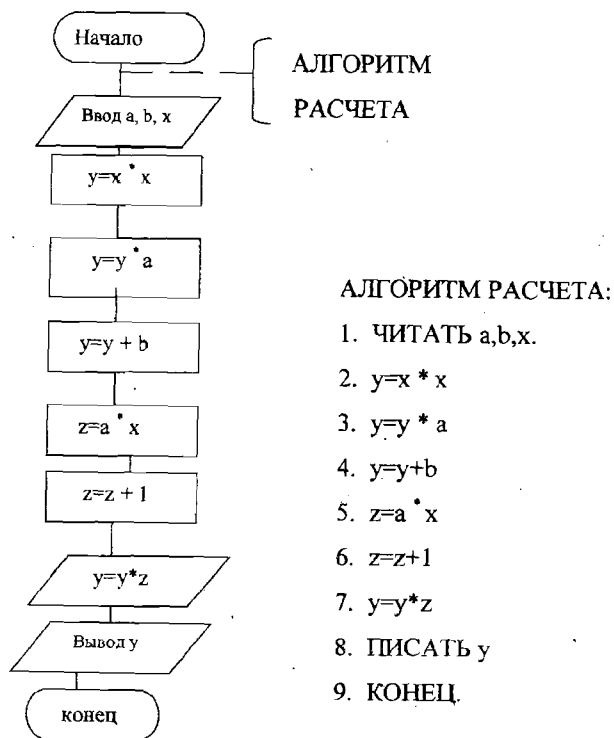 Начало
АЛГОРИТМ
РАСЧЕТА
Ввод a, b, x
y=x * x
y=y * a
y=y + b
z=a * x
z=z + 1
y=y*z
Вывод y
конец
АЛГОРИТМ РАСЧЕТА:
1. ЧИТАТЬ a,b,x.
2. y=x * x
3. y=y * a
4. y=y+b
5. z=a * x
6. z=z+1
7. y=y*z
8. ПИСАТЬ y
9. КОНЕЦ.